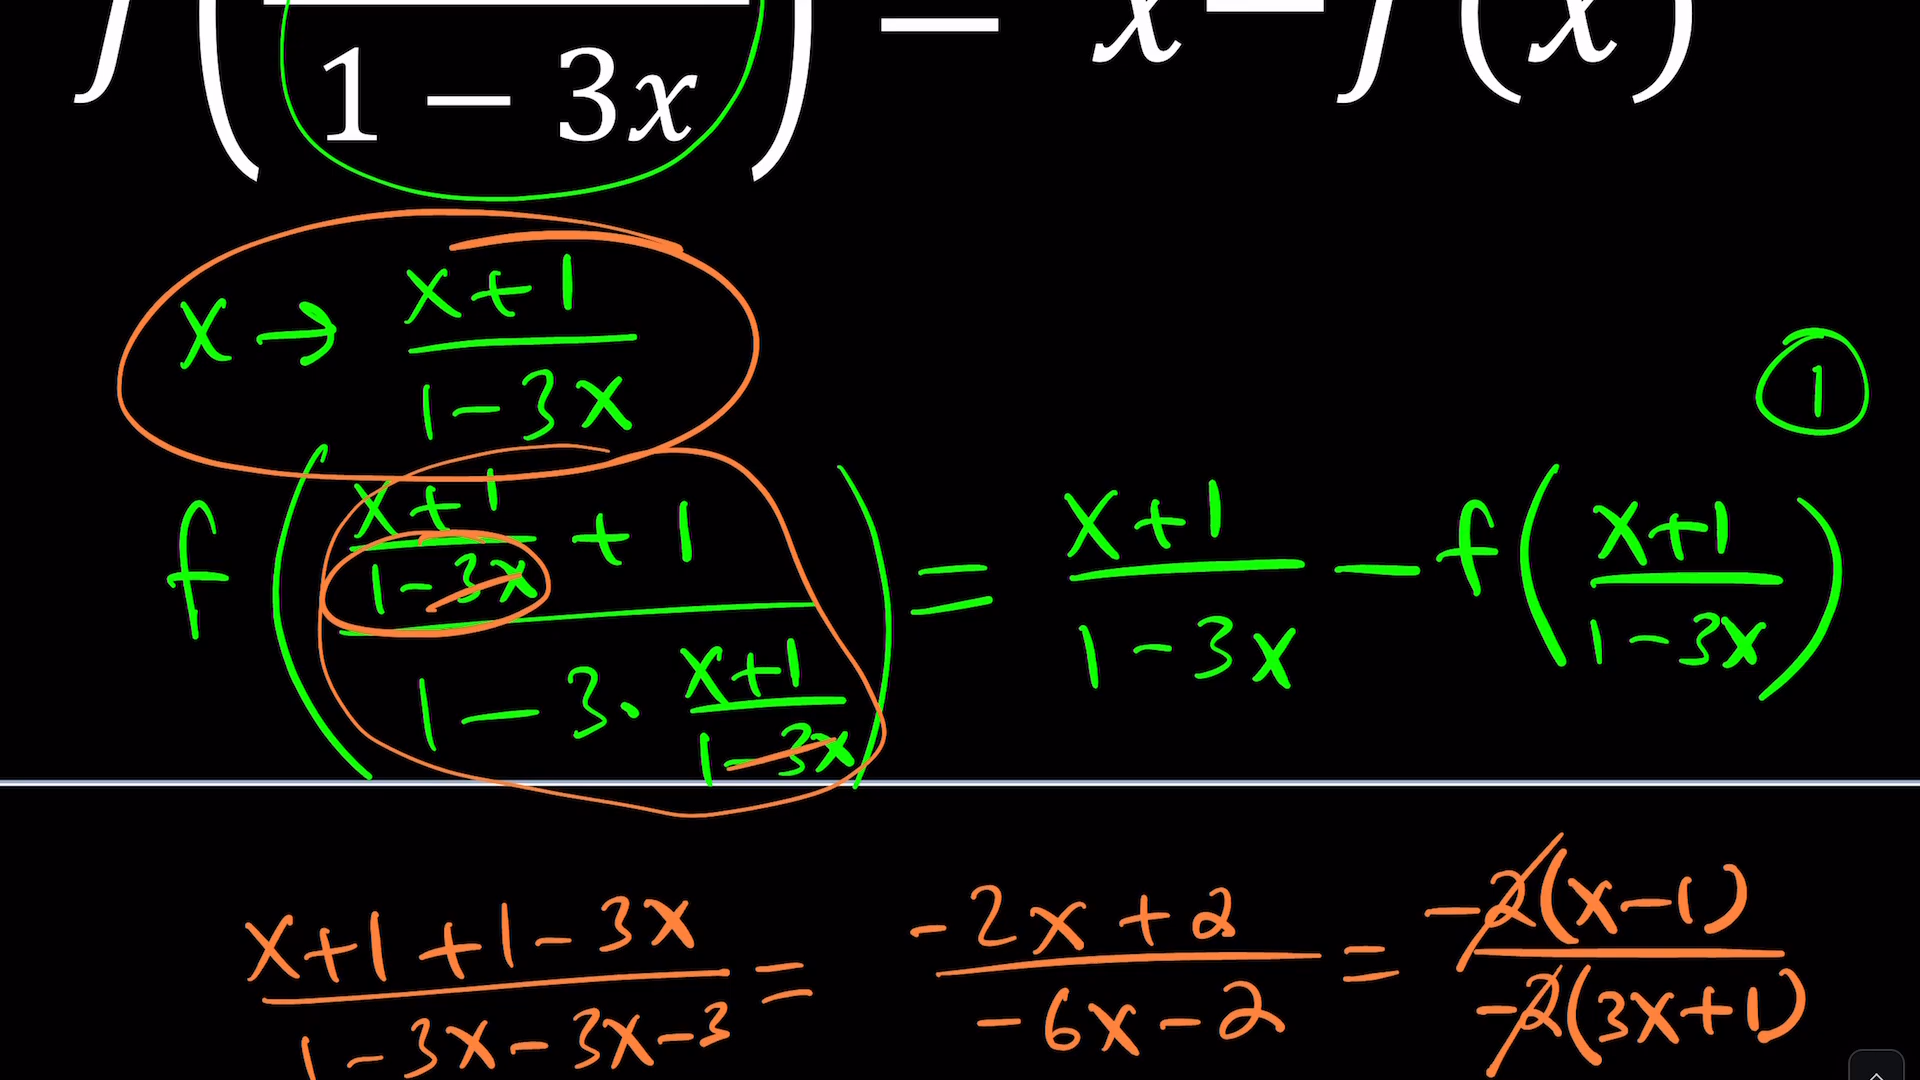 f( / 1 − 3x ) = x − f(x)
x → (x+1)/(1−3x)
①
f( ((x+1)/(1−3x) + 1)/(1 − 3·(x+1)/(1−3x)) ) = (x+1)/(1−3x) − f((x+1)/(1−3x))
(x+1+1−3x)/(1−3x−3x−3) = (−2x+2)/(−6x−2) = (−2(x−1))/(−2(3x+1))